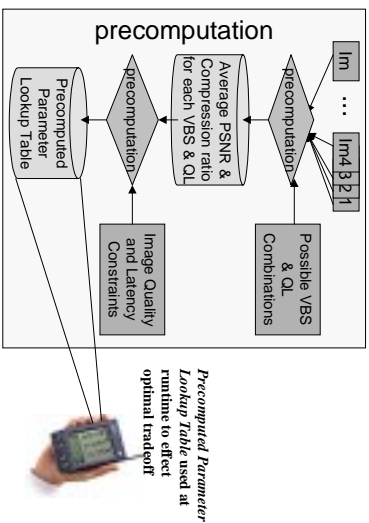 precomputation
Im
...
Im4
3
2
1
precomputation
Possible VBS
& QL
Combinations
Average PSNR &
Compression ratio
for each VBS & QL
precomputation
Image Quality
and Latency
Constraints
Precomputed
Parameter
Lookup Table
Precomputed Parameter
Lookup Table used at
runtime to effect
optimal tradeoff